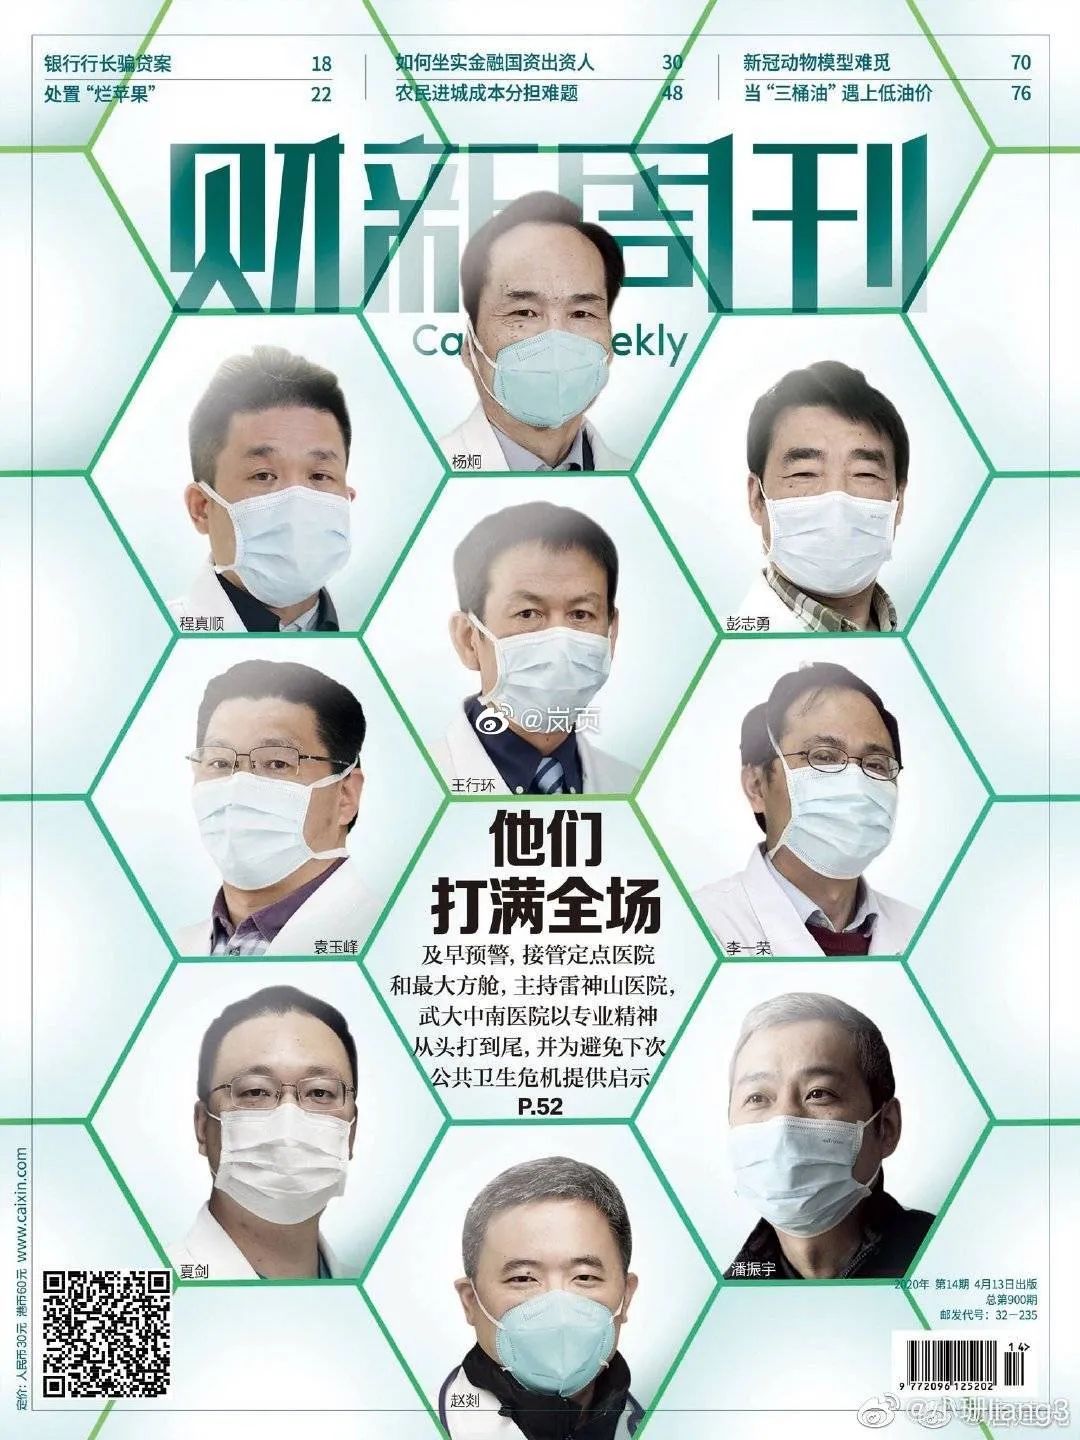 银行行长骗贷案 18
处置“烂苹果” 22
如何坐实金融国资出资人 30
农民进城成本分担难题 48
新冠动物模型难觅 70
当“三桶油”遇上低油价 76
财新周刊
杨炯
程真顺
彭志勇
@岚页
王行环
他们
打满全场
及早预警，接管定点医院
和最大方舱，主持雷神山医院，
武大中南医院以专业精神
从头打到尾，并为避免下次
公共卫生危机提供启示
P.52
袁玉峰
李一荣
夏剑
潘振宇
赵剡
定价：人民币30元 港币60元 www.caixin.com
2020年 第14期 4月13日出版
总第900期
邮发代号：32－235
14>
9 772096 125202